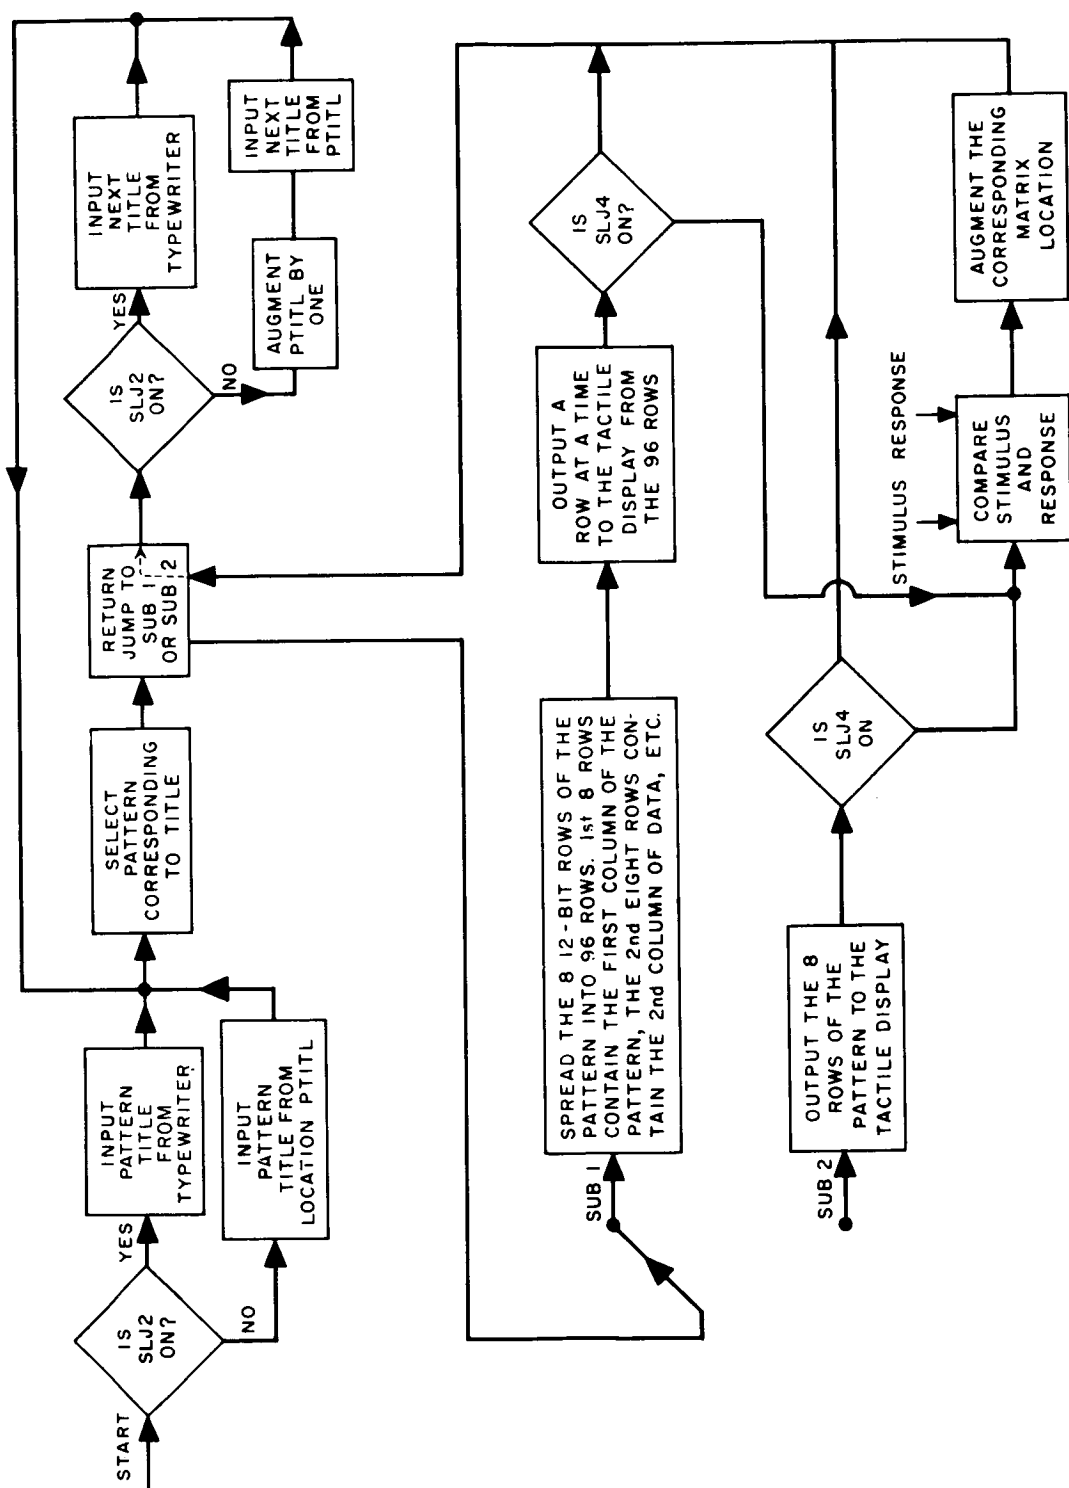 START
IS
SLJ2
ON?
YES
NO
INPUT
PATTERN
TITLE
FROM
TYPEWRITER
INPUT
PATTERN
TITLE FROM
LOCATION PTITL
SELECT
PATTERN
CORRESPONDING
TO TITLE
RETURN
JUMP TO
SUB 1
OR SUB 2
IS
SLJ2
ON?
YES
NO
INPUT
NEXT
TITLE
FROM
TYPEWRITER
AUGMENT
PTITL BY
ONE
INPUT
NEXT
TITLE
FROM
PTITL
SUB 1
SPREAD THE 8 12-BIT ROWS OF THE
PATTERN INTO 96 ROWS. 1st 8 ROWS
CONTAIN THE FIRST COLUMN OF THE
PATTERN, THE 2nd EIGHT ROWS CON-
TAIN THE 2nd COLUMN OF DATA, ETC.
OUTPUT A
ROW AT A TIME
TO THE TACTILE
DISPLAY FROM
THE 96 ROWS
IS
SLJ4
ON?
SUB 2
OUTPUT THE 8
ROWS OF THE
PATTERN TO THE
TACTILE DISPLAY
IS
SLJ4
ON
STIMULUS RESPONSE
COMPARE
STIMULUS
AND
RESPONSE
AUGMENT THE
CORRESPONDING
MATRIX
LOCATION